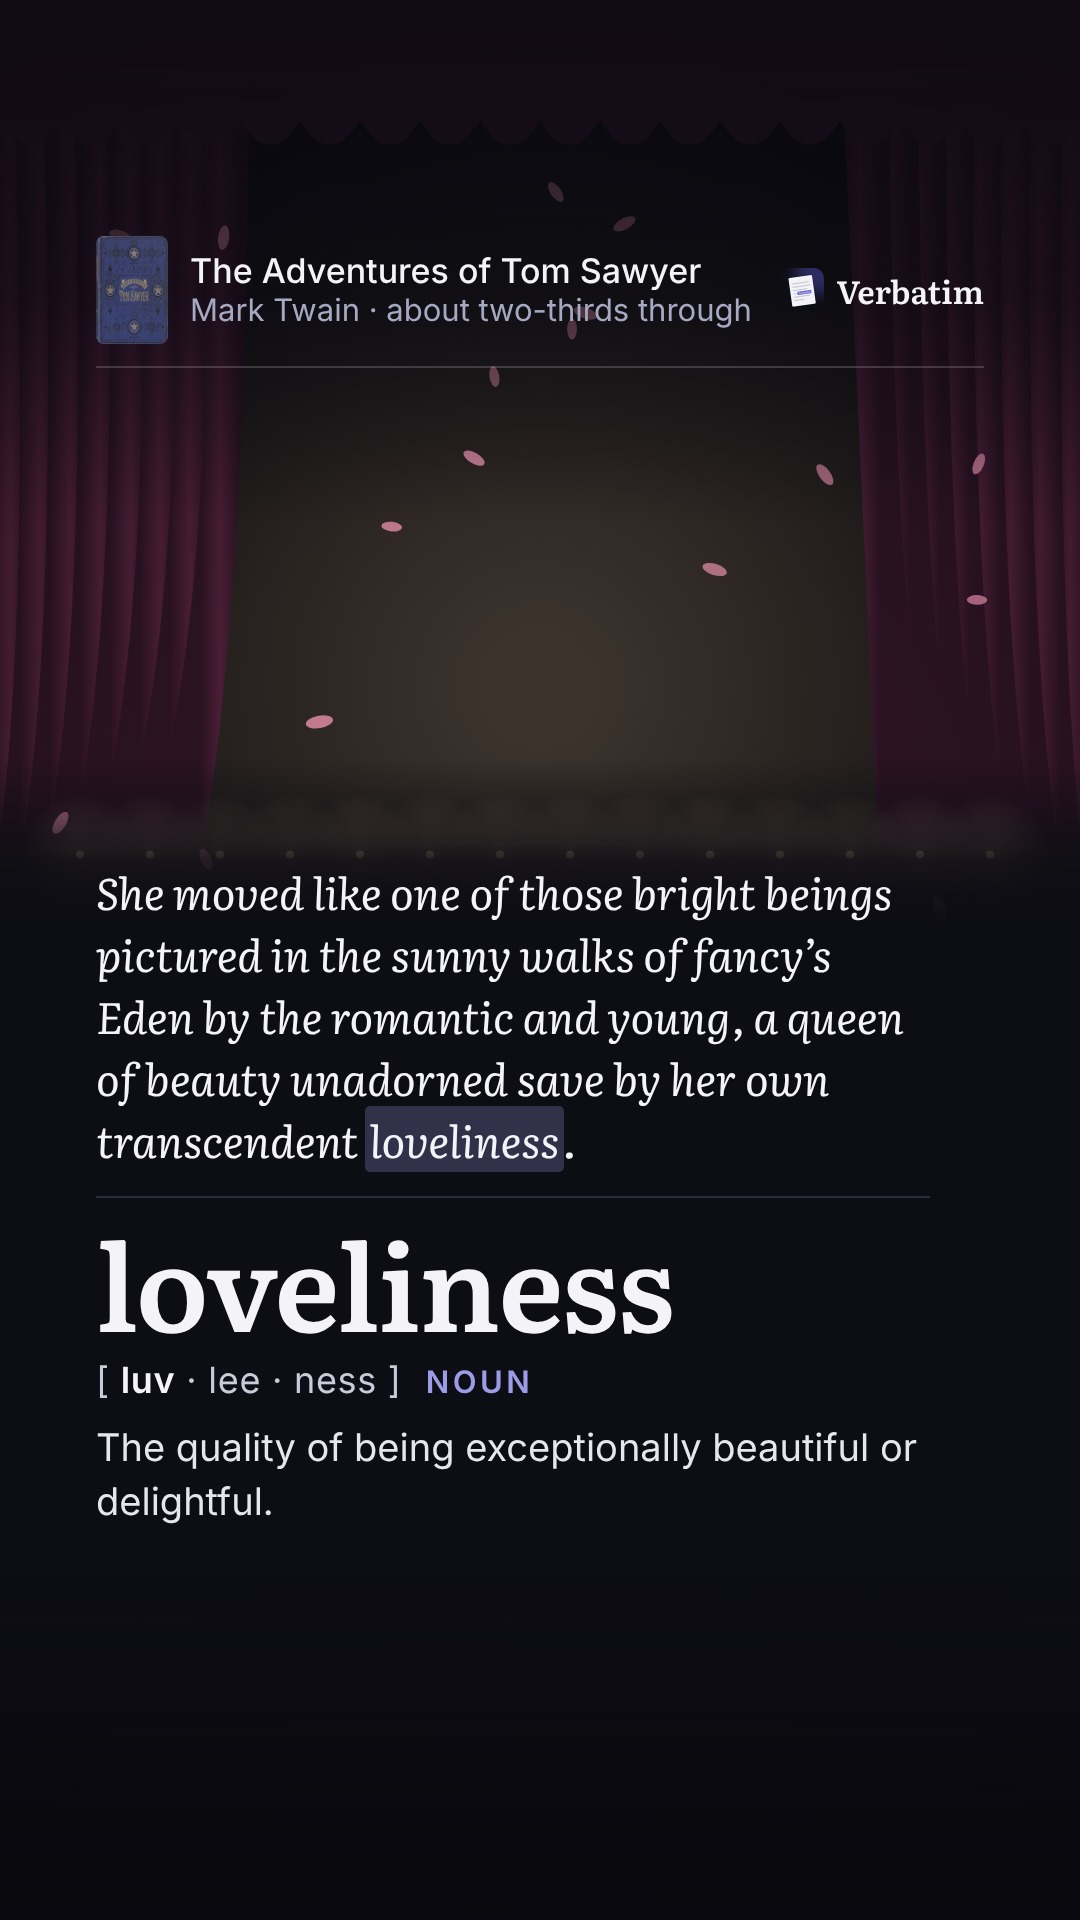 The Adventures of Tom Sawyer
Mark Twain · about two-thirds through
Verbatim
She moved like one of those bright beings
pictured in the sunny walks of fancy’s
Eden by the romantic and young, a queen
of beauty unadorned save by her own
transcendent loveliness.
loveliness
[ luv · lee · ness ] NOUN
The quality of being exceptionally beautiful or
delightful.